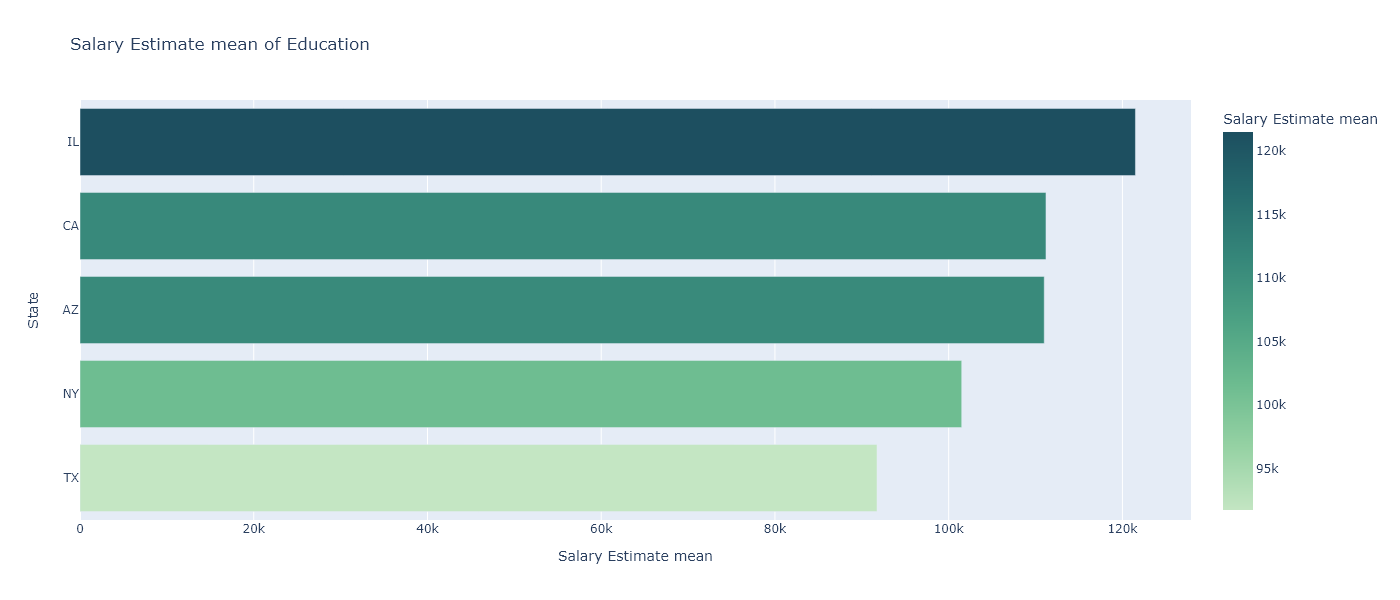 Salary Estimate mean of Education
State
IL
CA
AZ
NY
TX
0 20k 40k 60k 80k 100k 120k
Salary Estimate mean
Salary Estimate mean
120k
115k
110k
105k
100k
95k